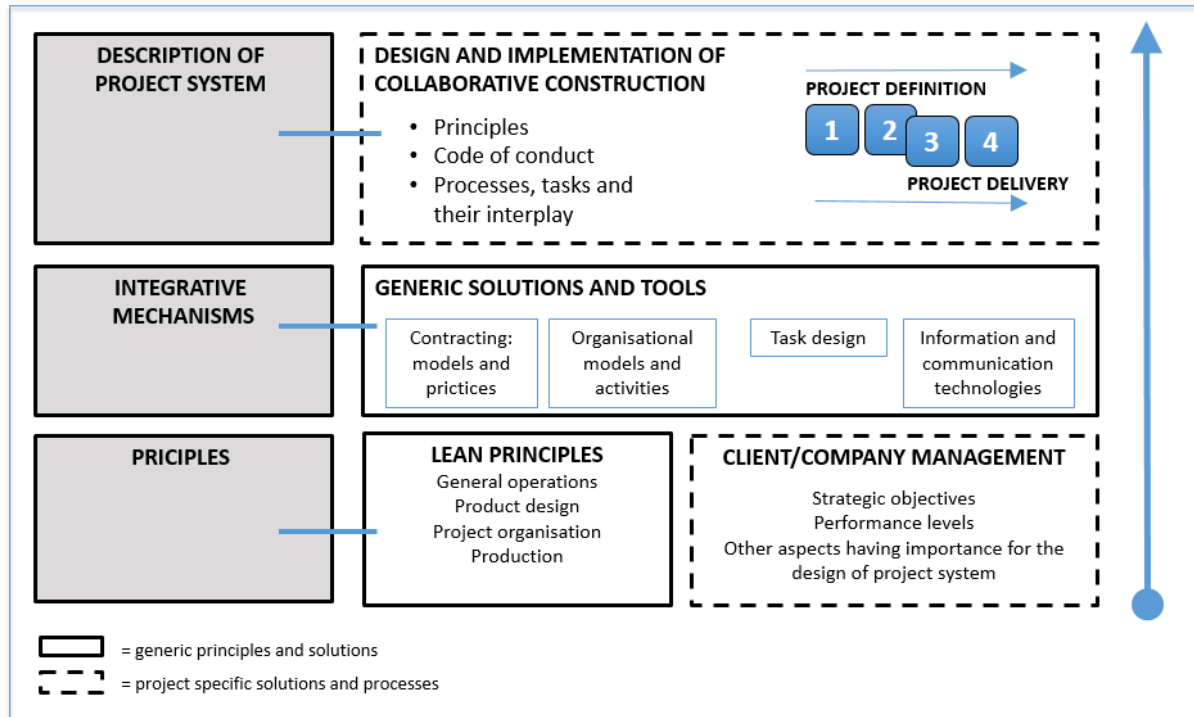 DESCRIPTION OF
PROJECT SYSTEM
DESIGN AND IMPLEMENTATION OF
COLLABORATIVE CONSTRUCTION
• Principles
• Code of conduct
• Processes, tasks and
their interplay
PROJECT DEFINITION
1 2 3 4
PROJECT DELIVERY
INTEGRATIVE
MECHANISMS
GENERIC SOLUTIONS AND TOOLS
Contracting:
models and
prictices
Organisational
models and
activities
Task design
Information and
communication
technologies
PRICIPLES
LEAN PRINCIPLES
General operations
Product design
Project organisation
Production
CLIENT/COMPANY MANAGEMENT
Strategic objectives
Performance levels
Other aspects having importance for the
design of project system
= generic principles and solutions
= project specific solutions and processes